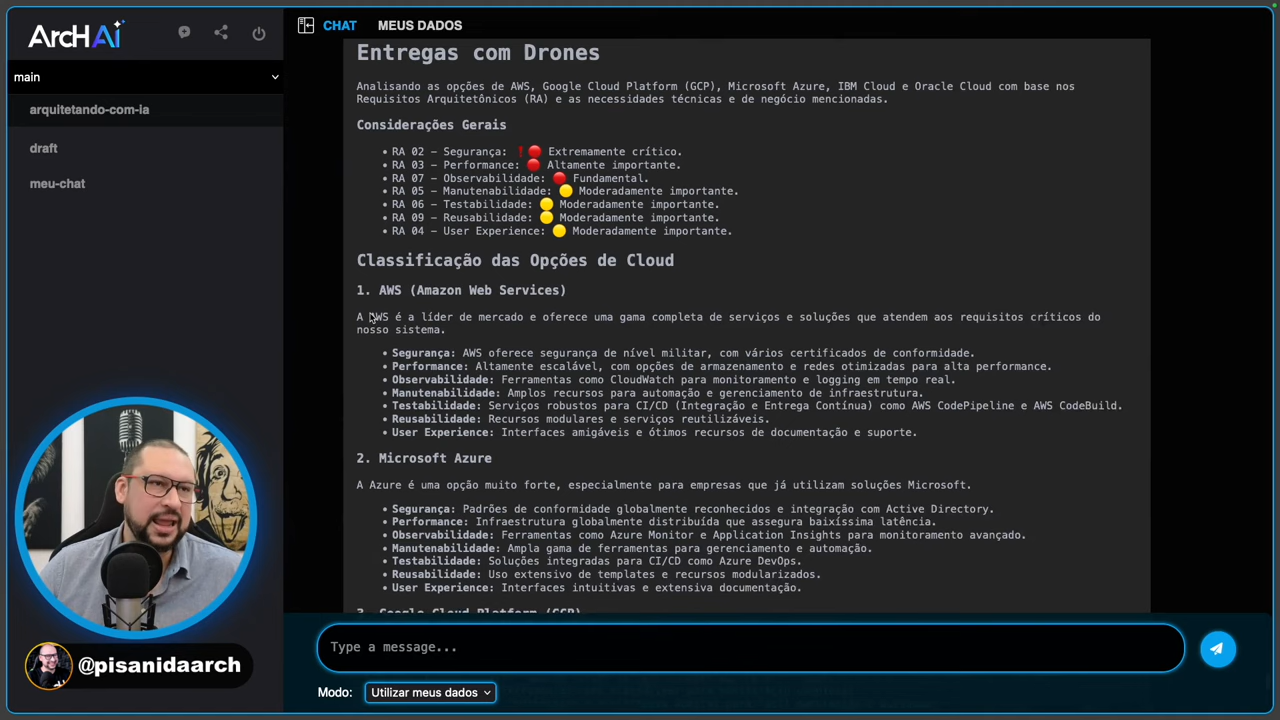 ArcH Ai
CHAT
MEUS DADOS
main
arquitetando-com-ia
draft
meu-chat
Entregas com Drones
Analisando as opções de AWS, Google Cloud Platform (GCP), Microsoft Azure, IBM Cloud e Oracle Cloud com base nos
Requisitos Arquitetônicos (RA) e as necessidades técnicas e de negócio mencionadas.
Considerações Gerais
• RA 02 – Segurança: ❗🔴 Extremamente crítico.
• RA 03 – Performance: 🔴 Altamente importante.
• RA 07 – Observabilidade: 🔴 Fundamental.
• RA 05 – Manutenabilidade: 🟡 Moderadamente importante.
• RA 06 – Testabilidade: 🟡 Moderadamente importante.
• RA 09 – Reusabilidade: 🟡 Moderadamente importante.
• RA 04 – User Experience: 🟡 Moderadamente importante.
Classificação das Opções de Cloud
1. AWS (Amazon Web Services)
A AWS é a líder de mercado e oferece uma gama completa de serviços e soluções que atendem aos requisitos críticos do
nosso sistema.
• Segurança: AWS oferece segurança de nível militar, com vários certificados de conformidade.
• Performance: Altamente escalável, com opções de armazenamento e redes otimizadas para alta performance.
• Observabilidade: Ferramentas como CloudWatch para monitoramento e logging em tempo real.
• Manutenabilidade: Amplos recursos para automação e gerenciamento de infraestrutura.
• Testabilidade: Serviços robustos para CI/CD (Integração e Entrega Contínua) como AWS CodePipeline e AWS CodeBuild.
• Reusabilidade: Recursos modulares e serviços reutilizáveis.
• User Experience: Interfaces amigáveis e ótimos recursos de documentação e suporte.
2. Microsoft Azure
A Azure é uma opção muito forte, especialmente para empresas que já utilizam soluções Microsoft.
• Segurança: Padrões de conformidade globalmente reconhecidos e integração com Active Directory.
• Performance: Infraestrutura globalmente distribuída que assegura baixíssima latência.
• Observabilidade: Ferramentas como Azure Monitor e Application Insights para monitoramento avançado.
• Manutenabilidade: Ampla gama de ferramentas para gerenciamento e automação.
• Testabilidade: Soluções integradas para CI/CD como Azure DevOps.
• Reusabilidade: Uso extensivo de templates e recursos modularizados.
• User Experience: Interfaces intuitivas e extensiva documentação.
3. Google Cloud Platform (GCP)
Type a message...
@pisanidaarch
Modo:
Utilizar meus dados